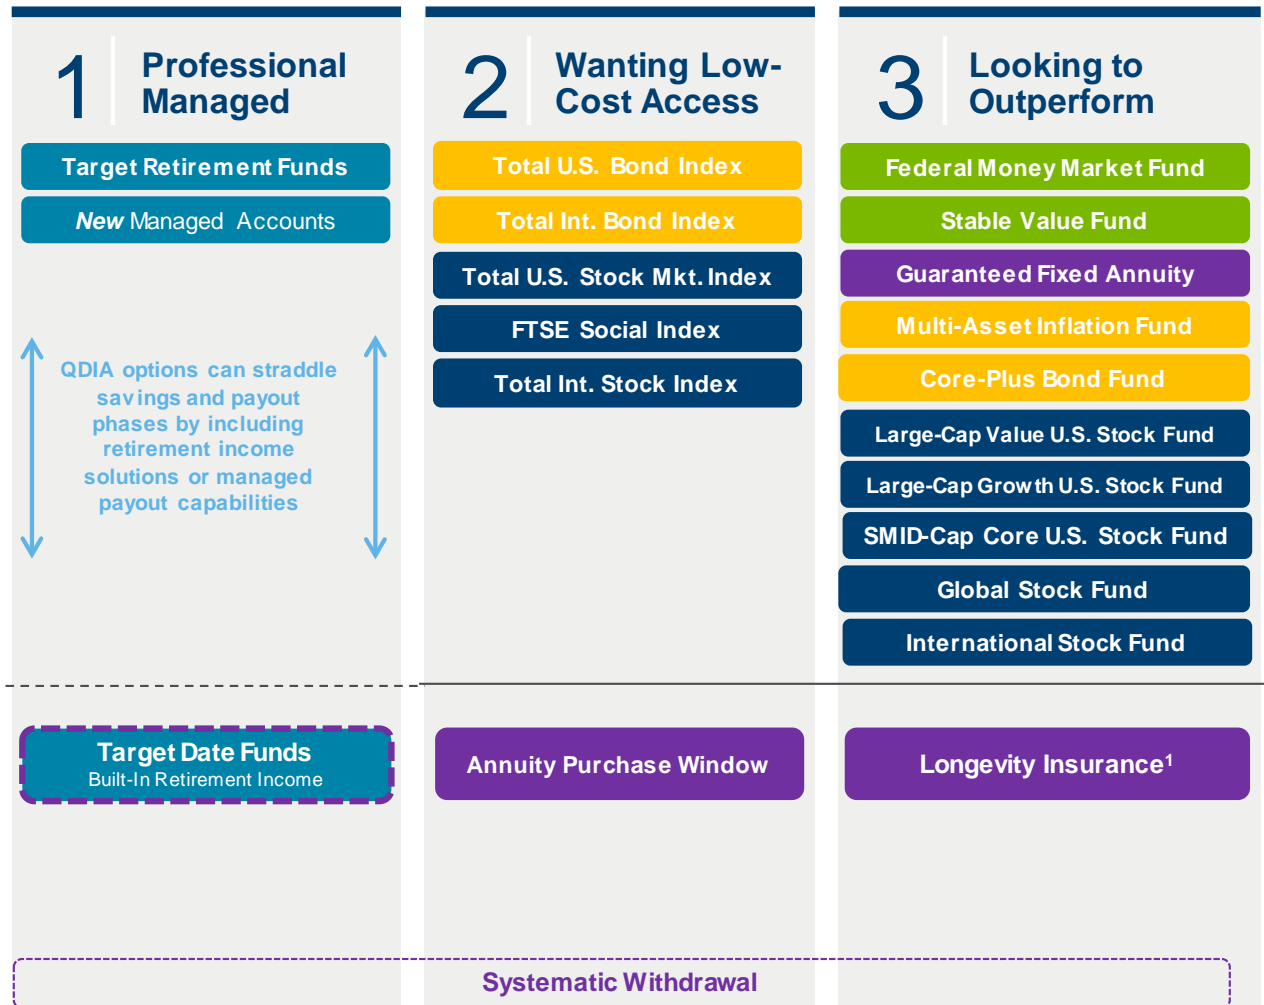 1
Professional
Managed
Target Retirement Funds
New Managed Accounts
QDIA options can straddle
savings and payout
phases by including
retirement income
solutions or managed
payout capabilities
2
Wanting Low-
Cost Access
Total U.S. Bond Index
Total Int. Bond Index
Total U.S. Stock Mkt. Index
FTSE Social Index
Total Int. Stock Index
3
Looking to
Outperform
Federal Money Market Fund
Stable Value Fund
Guaranteed Fixed Annuity
Multi-Asset Inflation Fund
Core-Plus Bond Fund
Large-Cap Value U.S. Stock Fund
Large-Cap Growth U.S. Stock Fund
SMID-Cap Core U.S. Stock Fund
Global Stock Fund
International Stock Fund
Target Date Funds
Built-In Retirement Income
Annuity Purchase Window
Longevity Insurance¹
Systematic Withdrawal